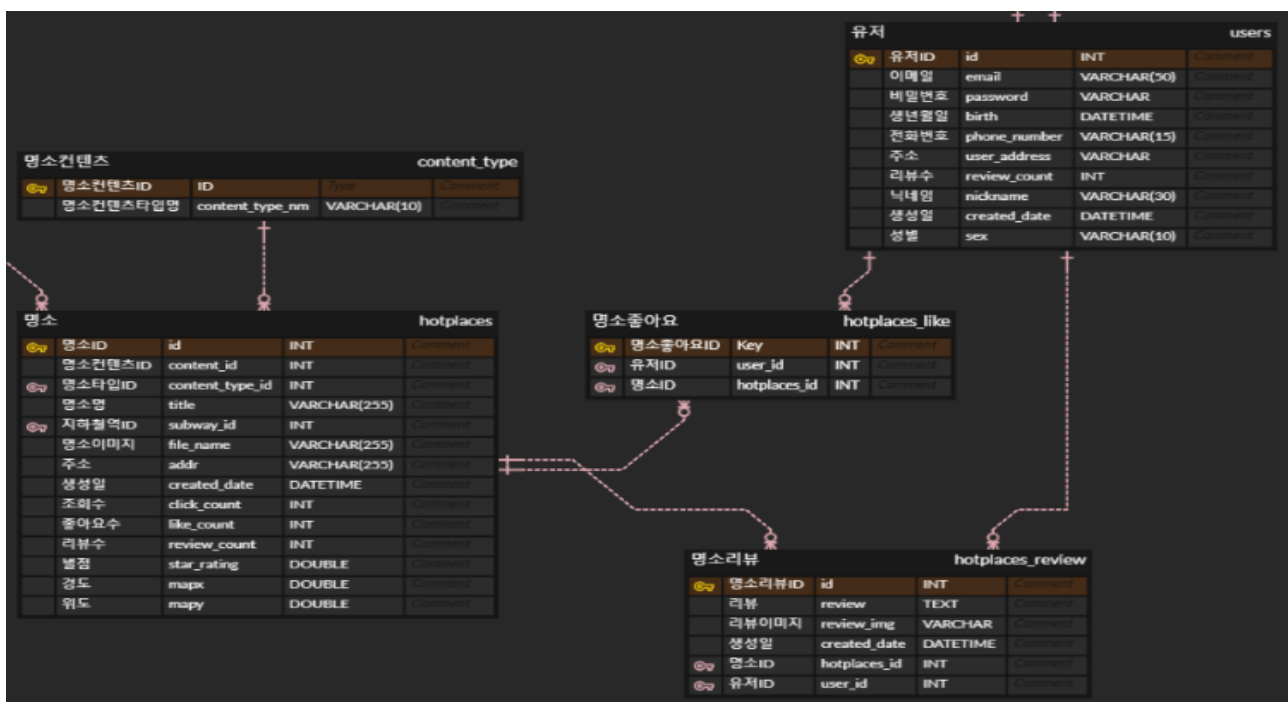 유저 users
유저ID id INT Comment
이메일 email VARCHAR(50) Comment
비밀번호 password VARCHAR Comment
생년월일 birth DATETIME Comment
전화번호 phone_number VARCHAR(15) Comment
주소 user_address VARCHAR Comment
리뷰수 review_count INT Comment
닉네임 nickname VARCHAR(30) Comment
생성일 created_date DATETIME Comment
성별 sex VARCHAR(10) Comment
명소컨텐츠 content_type
명소컨텐츠ID ID Type Comment
명소컨텐츠타입명 content_type_nm VARCHAR(10) Comment
명소 hotplaces
명소ID id INT Comment
명소컨텐츠ID content_id INT Comment
명소타입ID content_type_id INT Comment
명소명 title VARCHAR(255) Comment
지하철역ID subway_id INT Comment
명소이미지 file_name VARCHAR(255) Comment
주소 addr VARCHAR(255) Comment
생성일 created_date DATETIME Comment
조회수 click_count INT Comment
좋아요수 like_count INT Comment
리뷰수 review_count INT Comment
별점 star_rating DOUBLE Comment
경도 mapx DOUBLE Comment
위도 mapy DOUBLE Comment
명소좋아요 hotplaces_like
명소좋아요ID Key INT Comment
유저ID user_id INT Comment
명소ID hotplaces_id INT Comment
명소리뷰 hotplaces_review
명소리뷰ID id INT Comment
리뷰 review TEXT Comment
리뷰이미지 review_img VARCHAR Comment
생성일 created_date DATETIME Comment
명소ID hotplaces_id INT Comment
유저ID user_id INT Comment